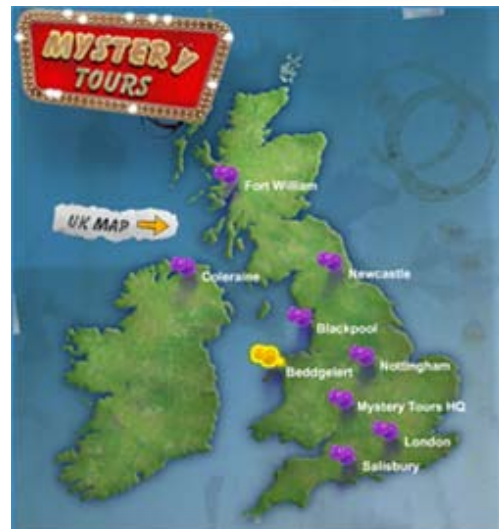 MYSTERY
TOURS
Fort William
UK MAP
Coleraine
Newcastle
Blackpool
Beddgelert
Nottingham
Mystery Tours HQ
London
Salisbury